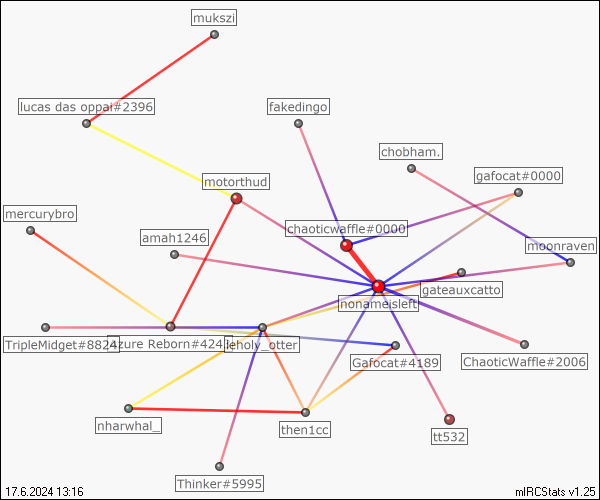 mukszi
lucas das oppai#2396
fakedingo
chobham.
gafocat#0000
motorthud
mercurybro
chaoticwaffle#0000
amah1246
moonraven
gateauxcatto
nonameisleft
TripleMidget#8824
Azure Reborn#424
leholy_otter
Gafocat#4189
ChaoticWaffle#2006
nharwhal_
then1cc
tt532
Thinker#5995
17.6.2024 13:16
mIRCStats v1.25